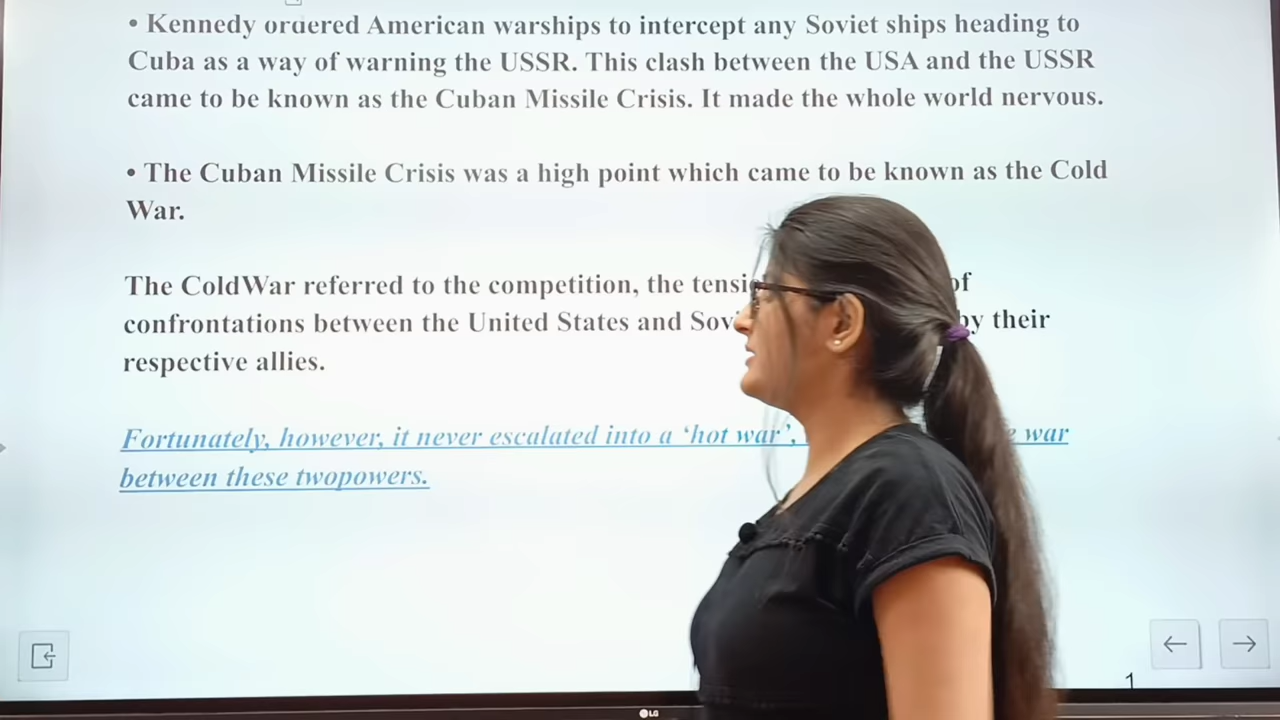 • Kennedy ordered American warships to intercept any Soviet ships heading to
Cuba as a way of warning the USSR. This clash between the USA and the USSR
came to be known as the Cuban Missile Crisis. It made the whole world nervous.
• The Cuban Missile Crisis was a high point which came to be known as the Cold
War.
The ColdWar referred to the competition, the of
confrontations between the United States and by their
respective allies.
Fortunately, however, it never escalated into a ‘hot war’, war
between these twopowers.
1
LG